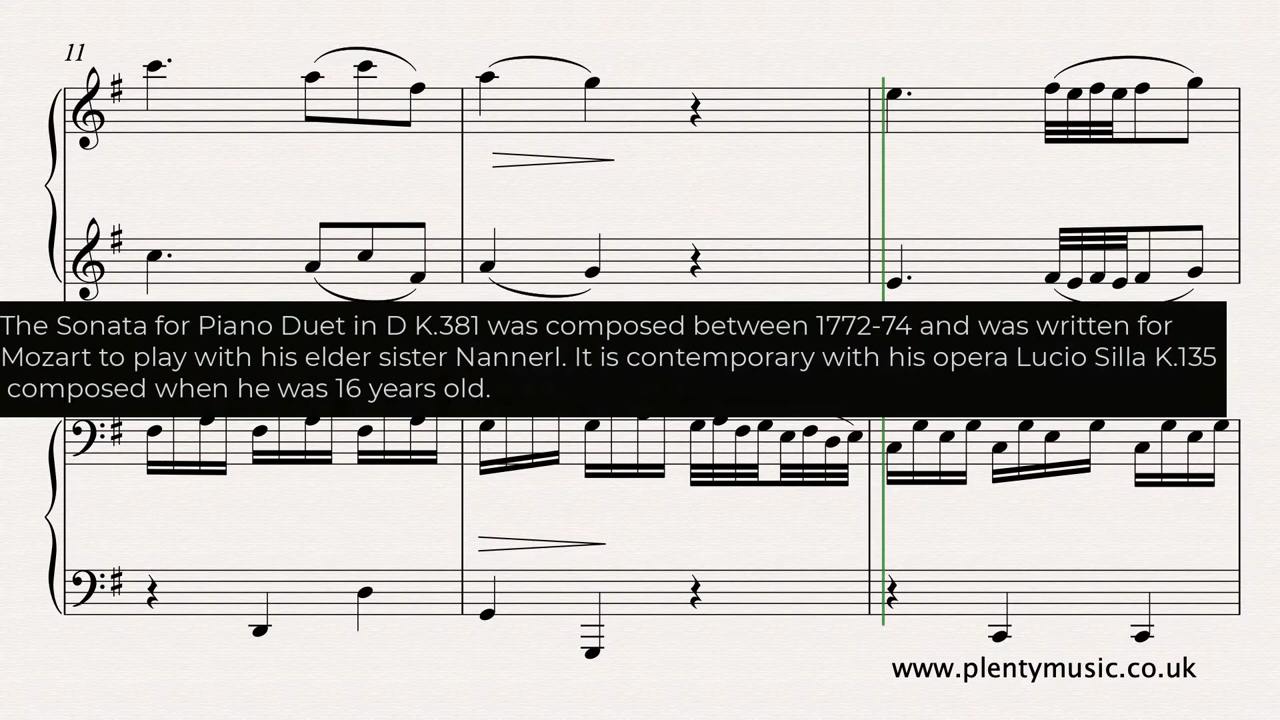 11
The Sonata for Piano Duet in D K.381 was composed between 1772-74 and was written for
Mozart to play with his elder sister Nannerl. It is contemporary with his opera Lucio Silla K.135
composed when he was 16 years old.
www.plentymusic.co.uk